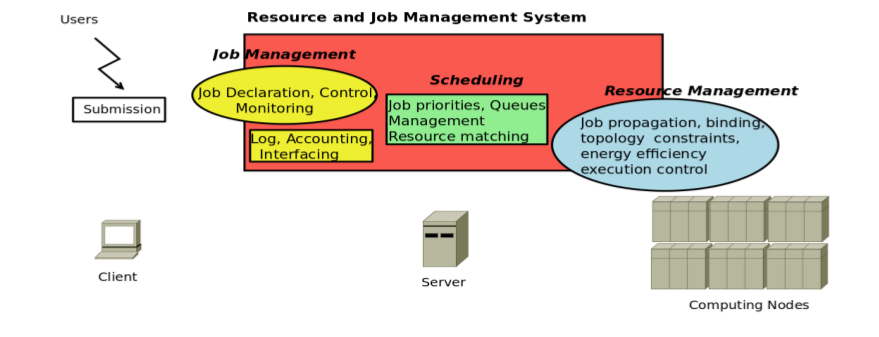 Resource and Job Management System
Users
Job Management
Scheduling
Resource Management
Submission
Job Declaration, Control,
Monitoring
Log, Accounting,
Interfacing
Job priorities, Queues
Management
Resource matching
Job propagation, binding,
topology constraints,
energy efficiency
execution control
Client
Server
Computing Nodes